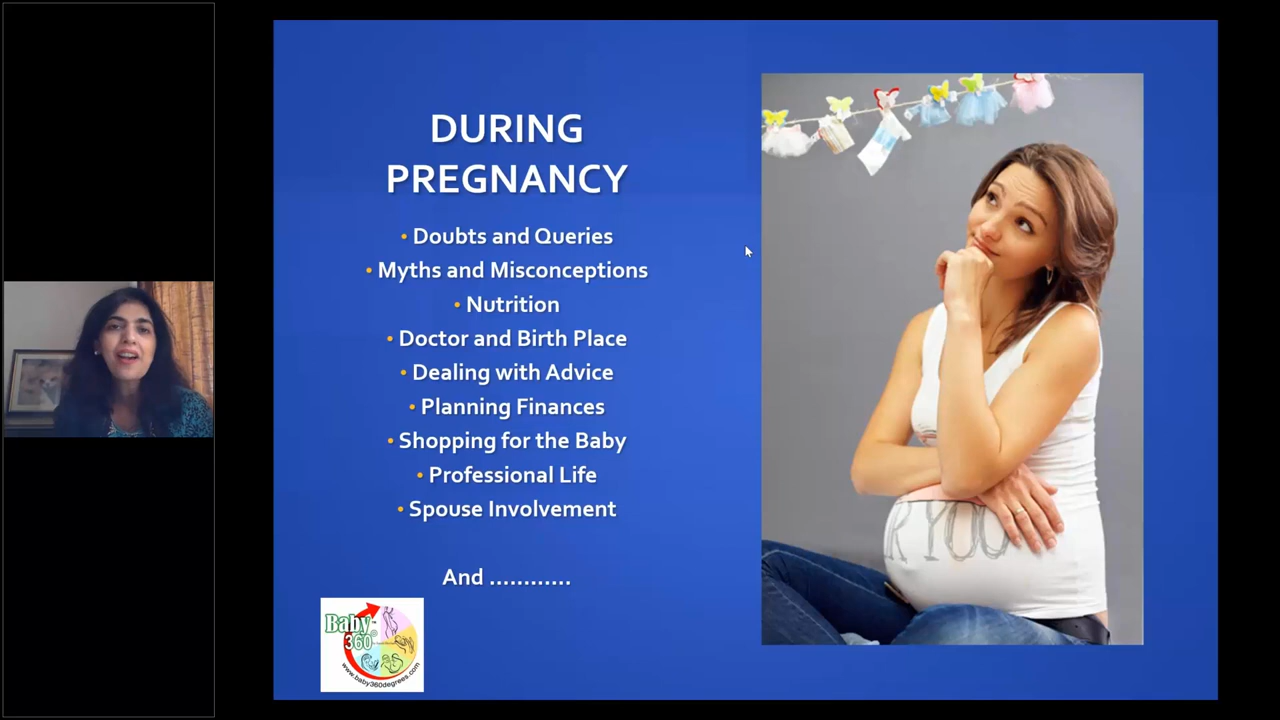 DURING
PREGNANCY
• Doubts and Queries
• Myths and Misconceptions
• Nutrition
• Doctor and Birth Place
• Dealing with Advice
• Planning Finances
• Shopping for the Baby
• Professional Life
• Spouse Involvement
And ............
Baby
360°
www.baby360degrees.com
R YOU